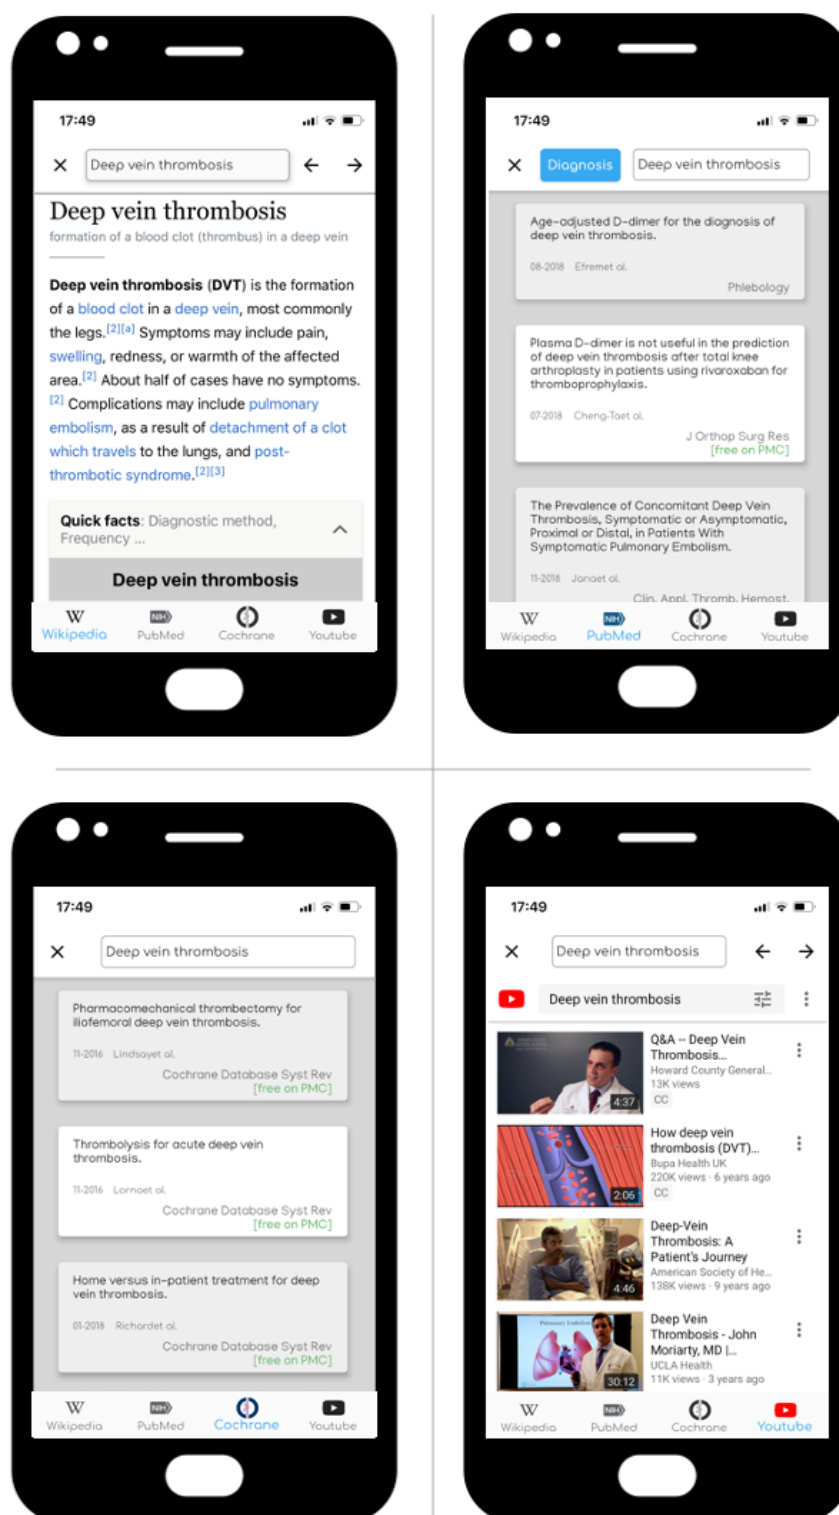 17:49
Deep vein thrombosis
Deep vein thrombosis
formation of a blood clot (thrombus) in a deep vein
Deep vein thrombosis (DVT) is the formation
of a blood clot in a deep vein, most commonly
the legs.[2][a] Symptoms may include pain,
swelling, redness, or warmth of the affected
area.[2] About half of cases have no symptoms.
[2] Complications may include pulmonary
embolism, as a result of detachment of a clot
which travels to the lungs, and post-
thrombotic syndrome.[2][3]
Quick facts: Diagnostic method,
Frequency ...
Deep vein thrombosis
W NIH
Wikipedia PubMed Cochrane Youtube
17:49
Diagnosis Deep vein thrombosis
Age-adjusted D-dimer for the diagnosis of
deep vein thrombosis.
08-2018 Efremet al.
Phlebology
Plasma D-dimer is not useful in the prediction
of deep vein thrombosis after total knee
arthroplasty in patients using rivaroxaban for
thromboprophylaxis.
07-2018 Cheng-Taet al.
J Orthop Surg Res
[free on PMC]
The Prevalence of Concomitant Deep Vein
Thrombosis, Symptomatic or Asymptomatic,
Proximal or Distal, in Patients With
Symptomatic Pulmonary Embolism.
11-2018 Janaet al.
Clin. Appl. Thromb. Hemost.
W NIH
Wikipedia PubMed Cochrane Youtube
17:49
Deep vein thrombosis
Pharmacomechanical thrombectomy for
iliofemoral deep vein thrombosis.
11-2016 Lindsayet al.
Cochrane Database Syst Rev
[free on PMC]
Thrombolysis for acute deep vein
thrombosis.
11-2016 Lornaet al.
Cochrane Database Syst Rev
[free on PMC]
Home versus in-patient treatment for deep
vein thrombosis.
01-2018 Richardet al.
Cochrane Database Syst Rev
[free on PMC]
W NIH
Wikipedia PubMed Cochrane Youtube
17:49
Deep vein thrombosis
Deep vein thrombosis
Q&A -- Deep Vein
Thrombosis...
Howard County General...
13K views
CC
4:37
How deep vein
thrombosis (DVT)...
Bupa Health UK
220K views · 6 years ago
CC
2:06
Deep-Vein
Thrombosis: A
Patient's Journey
American Society of He...
138K views · 9 years ago
4:46
Pulmonary Embolism
Deep Vein
Thrombosis - John
Moriarty, MD |...
UCLA Health
11K views · 3 years ago
30:12
W NIH
Wikipedia PubMed Cochrane Youtube